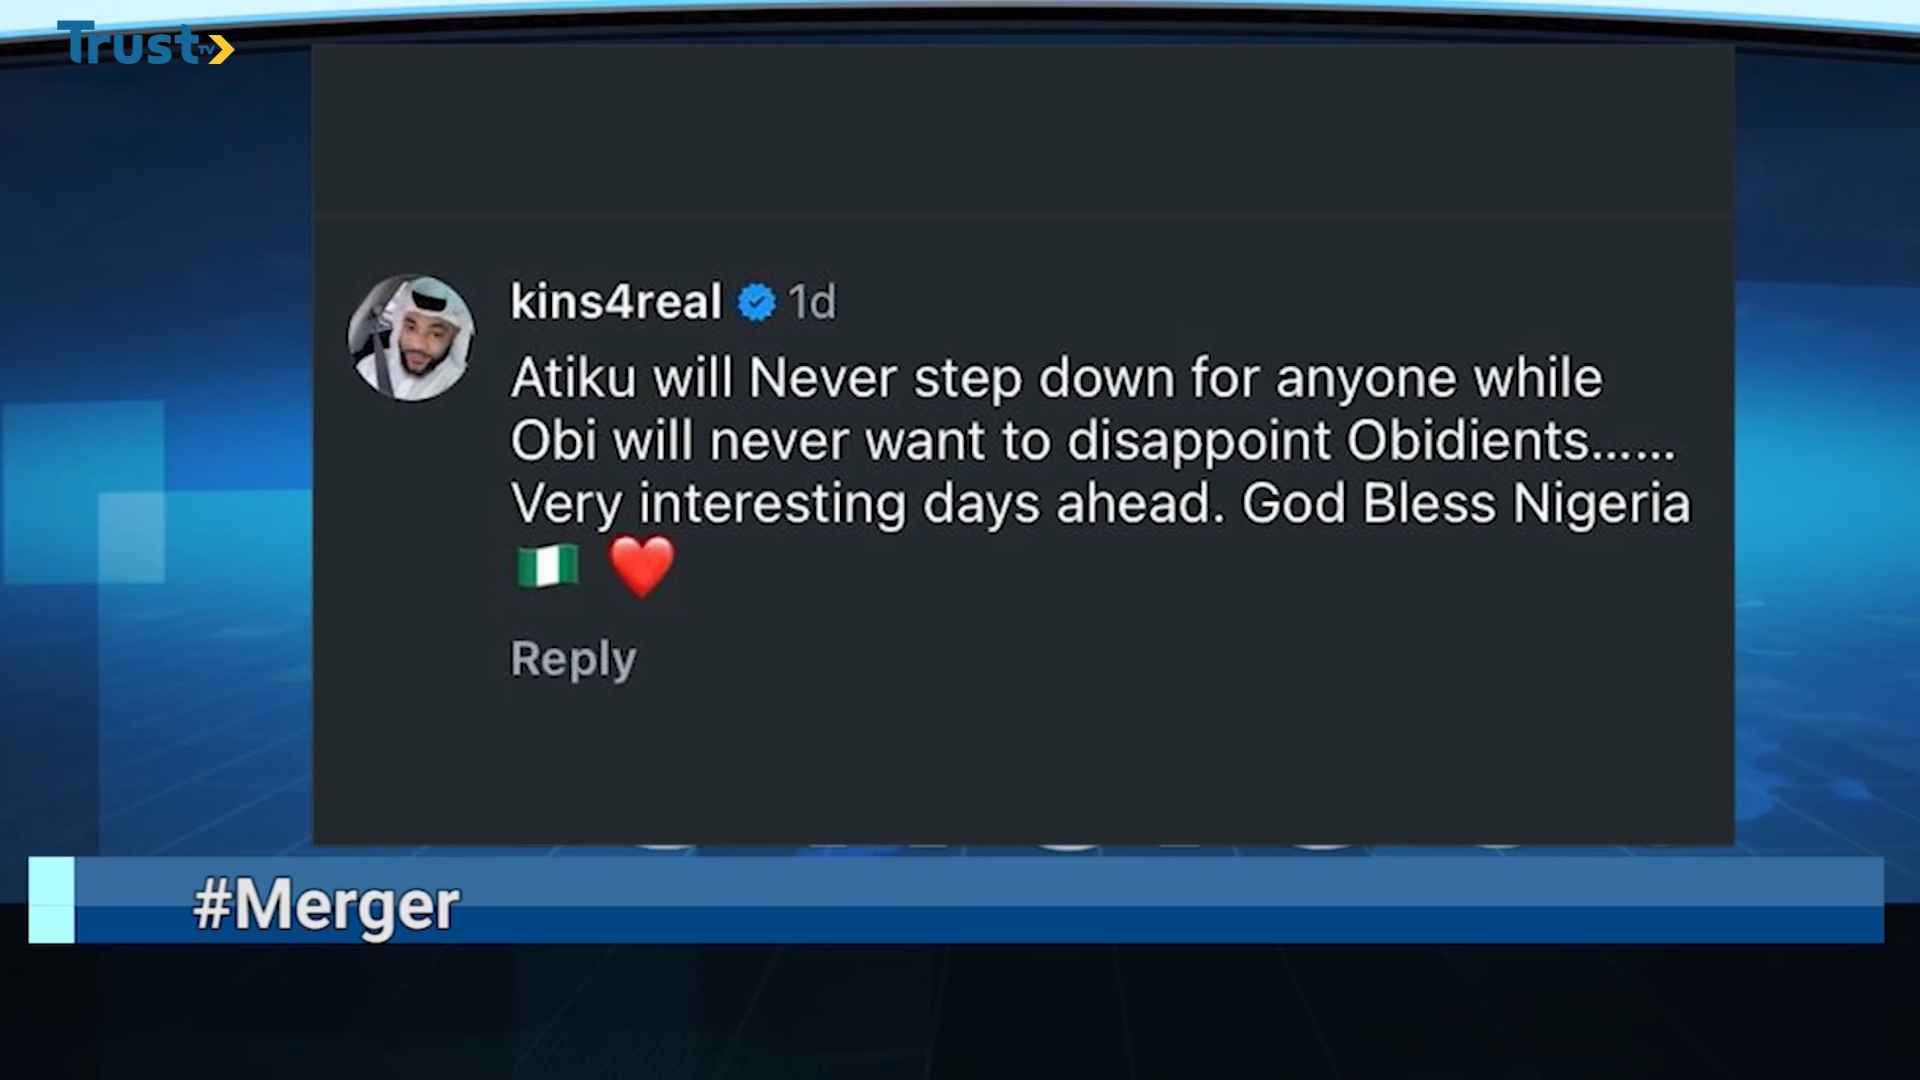 Trust TV
kins4real 1d
Atiku will Never step down for anyone while
Obi will never want to disappoint Obidients......
Very interesting days ahead. God Bless Nigeria
🇳🇬 ❤️
Reply
#Merger